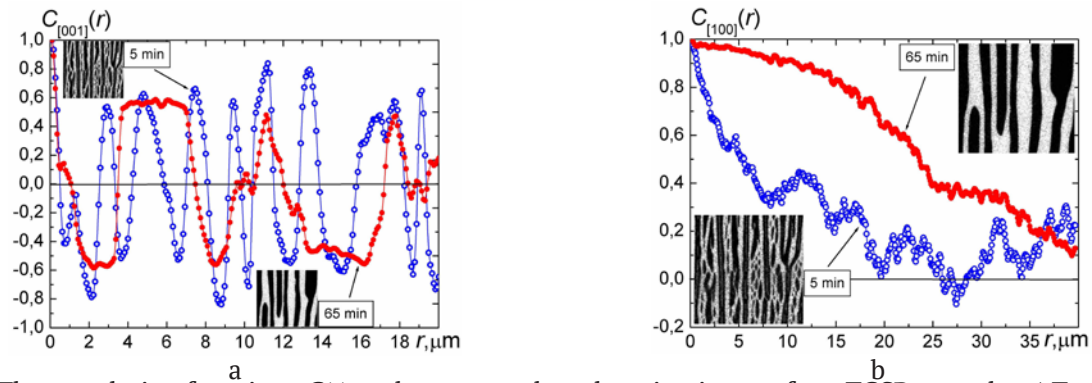 C[001](r)
1,0
0,8
0,6
0,4
0,2
0,0
-0,2
-0,4
-0,6
-0,8
-1,0
5 min
65 min
0 2 4 6 8 10 12 14 16 18 r,μm
a
C[100](r)
1,0
0,8
0,6
0,4
0,2
0,0
-0,2
65 min
5 min
0 5 10 15 20 25 30 35 r,μm
b